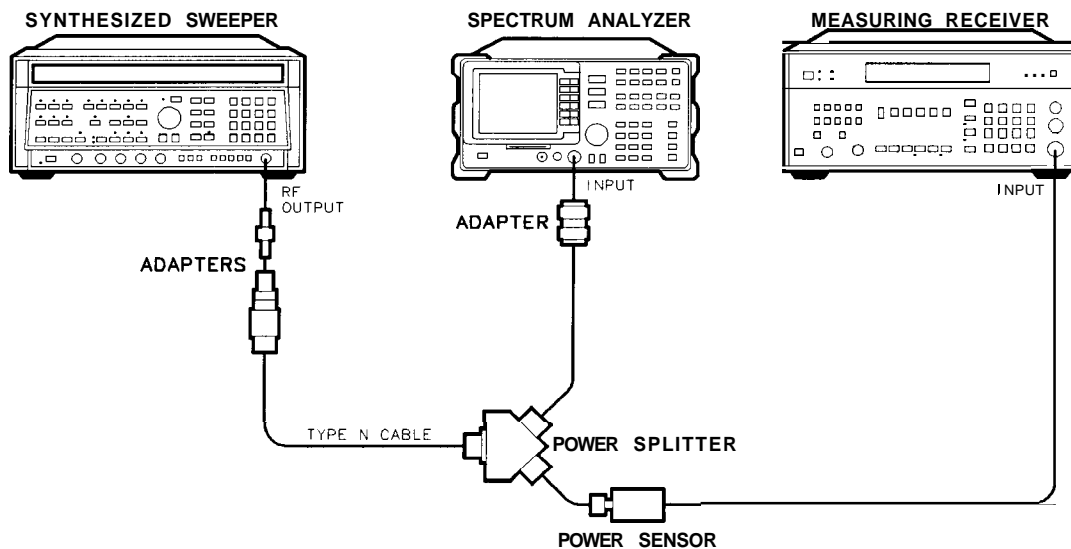 SYNTHESIZED SWEEPER
SPECTRUM ANALYZER
MEASURING RECEIVER
RF
OUTPUT
INPUT
INPUT
ADAPTER
ADAPTERS
TYPE N CABLE
POWER SPLITTER
POWER SENSOR